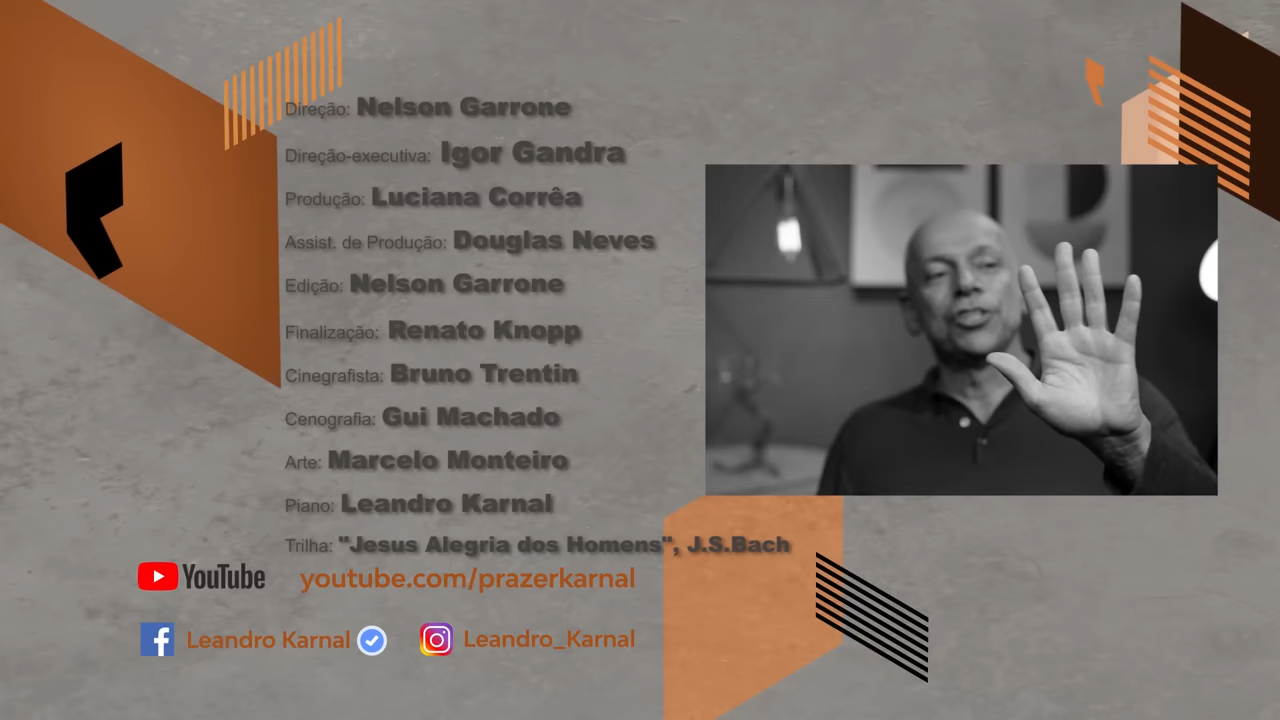 Direção: Nelson Garrone
Direção-executiva: Igor Gandra
Produção: Luciana Corrêa
Assist. de Produção: Douglas Neves
Edição: Nelson Garrone
Finalização: Renato Knopp
Cinegrafista: Bruno Trentin
Cenografia: Gui Machado
Arte: Marcelo Monteiro
Piano: Leandro Karnal
Trilha: "Jesus Alegria dos Homens", J.S.Bach
YouTube youtube.com/prazerkarnal
Leandro Karnal Leandro_Karnal